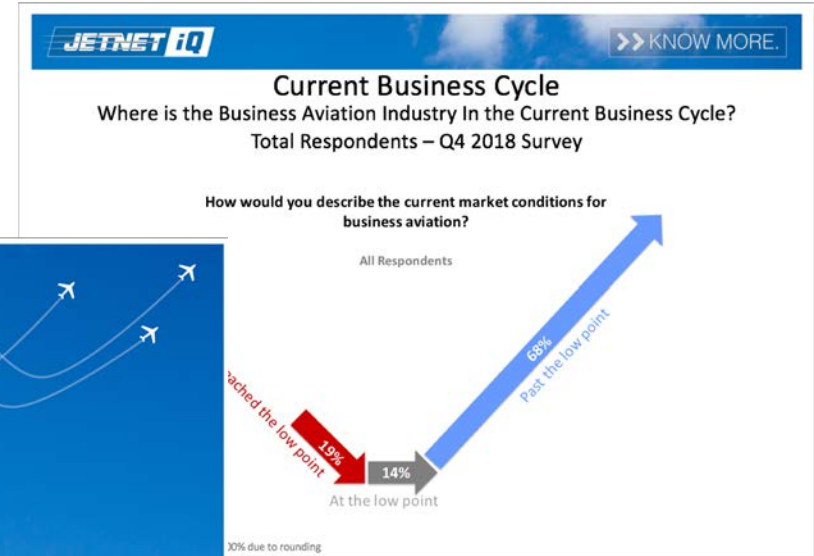 JETNET iQ
>> KNOW MORE.
Current Business Cycle
Where is the Business Aviation Industry In the Current Business Cycle?
Total Respondents – Q4 2018 Survey
How would you describe the current market conditions for
business aviation?
All Respondents
68%
Past the low point
the low point
19%
14%
At the low point
due to rounding